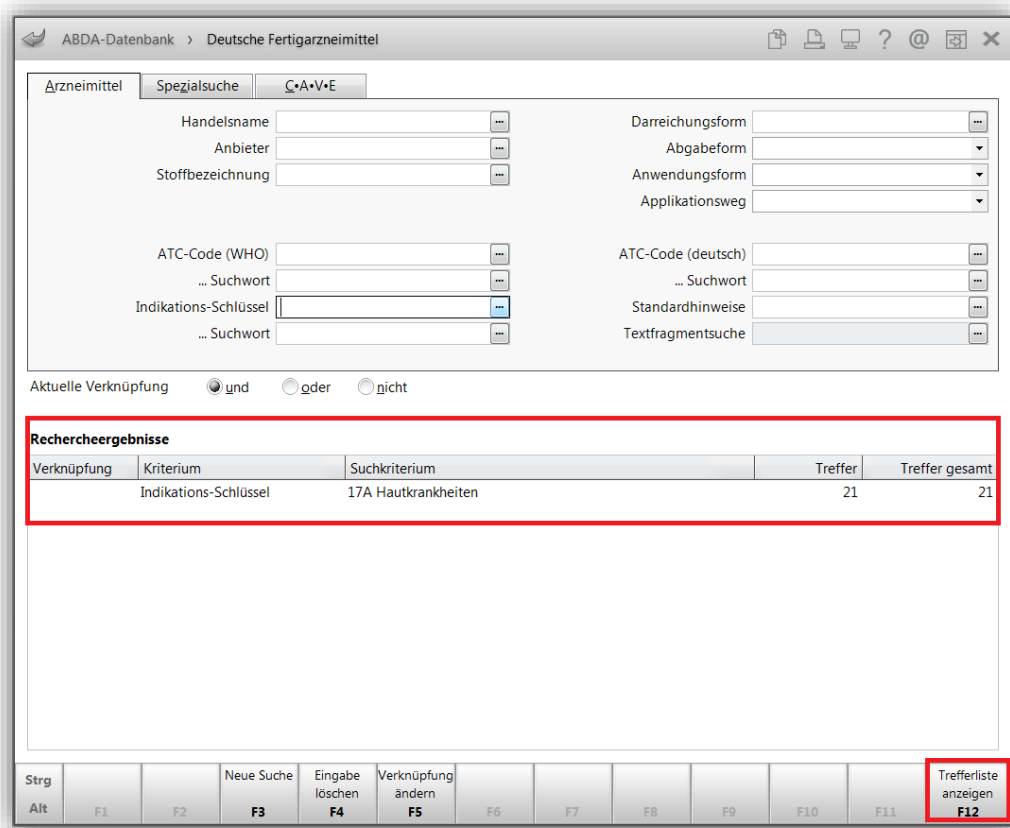 ABDA-Datenbank › Deutsche Fertigarzneimittel ? @
Arzneimittel Spezialsuche C•A•V•E
Handelsname ... Darreichungsform ...
Anbieter ... Abgabeform
Stoffbezeichnung ... Anwendungsform
Applikationsweg
ATC-Code (WHO) ... ATC-Code (deutsch) ...
... Suchwort ... ... Suchwort ...
Indikations-Schlüssel ... Standardhinweise ...
... Suchwort ... Textfragmentsuche ...
Aktuelle Verknüpfung und oder nicht
Rechercheergebnisse
Verknüpfung Kriterium Suchkriterium Treffer Treffer gesamt
Indikations-Schlüssel 17A Hautkrankheiten 21 21
Strg Neue Suche Eingabe Verknüpfung Trefferliste
löschen ändern anzeigen
Alt F1 F2 F3 F4 F5 F6 F7 F8 F9 F10 F11 F12